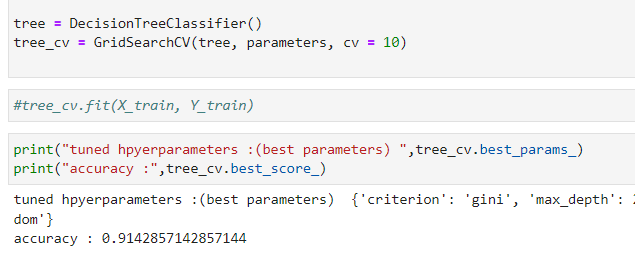 tree = DecisionTreeClassifier()
tree_cv = GridSearchCV(tree, parameters, cv = 10)
#tree_cv.fit(X_train, Y_train)
print("tuned hpyerparameters :(best parameters) ",tree_cv.best_params_)
print("accuracy :",tree_cv.best_score_)
tuned hpyerparameters :(best parameters)  {'criterion': 'gini', 'max_depth':
dom'}
accuracy : 0.9142857142857144